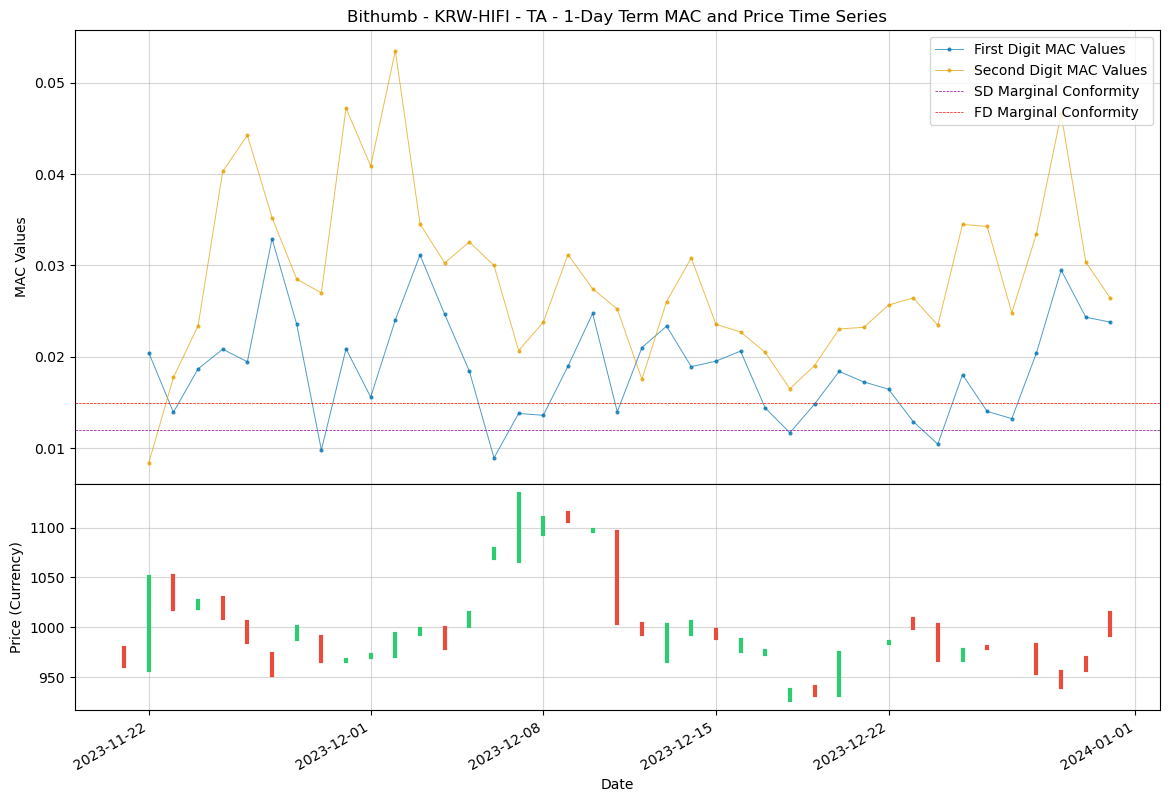 Bithumb - KRW-HIFI - TA - 1-Day Term MAC and Price Time Series
First Digit MAC Values
Second Digit MAC Values
SD Marginal Conformity
FD Marginal Conformity
0.05
0.04
0.03
0.02
0.01
MAC Values
1100
1050
1000
950
Price (Currency)
2023-11-22
2023-12-01
2023-12-08
2023-12-15
2023-12-22
2024-01-01
Date